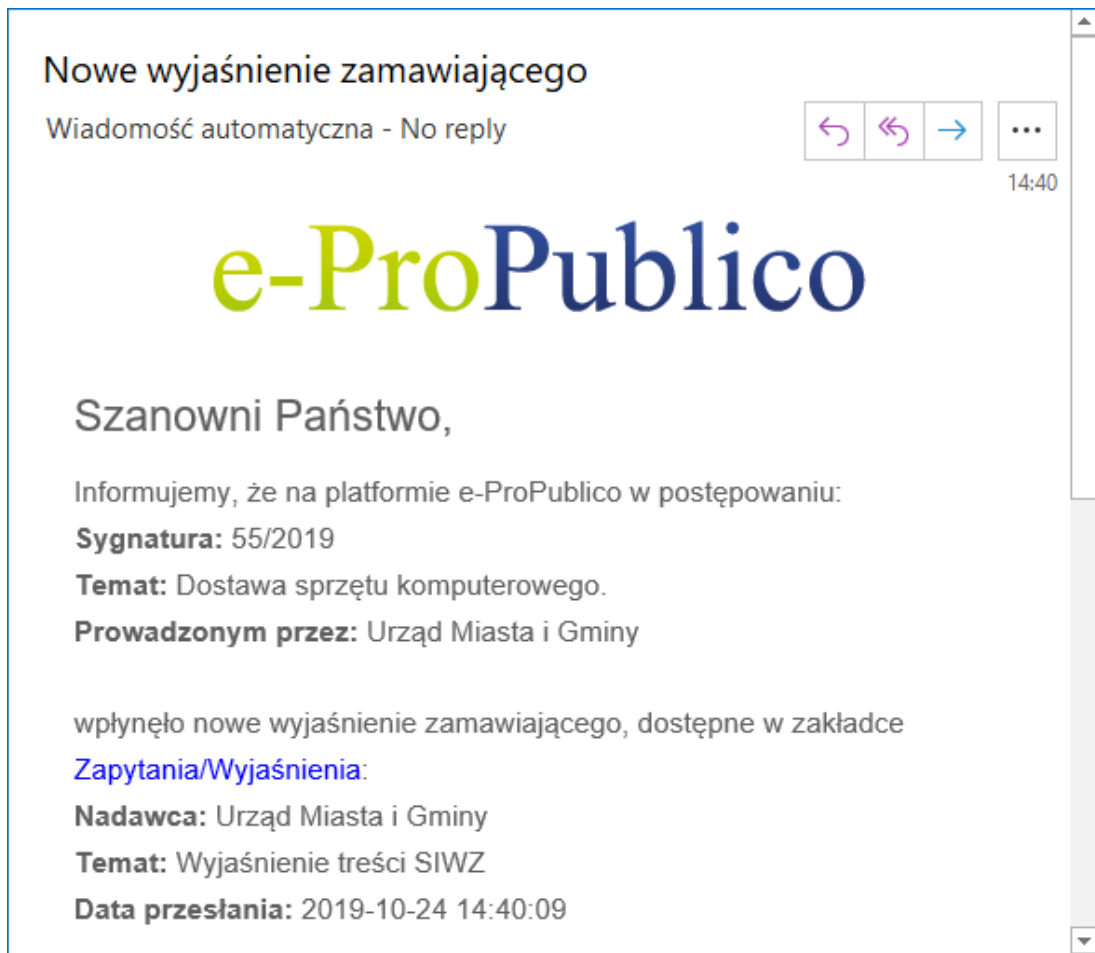 Nowe wyjaśnienie zamawiającego
Wiadomość automatyczna - No reply
14:40
e-ProPublico
Szanowni Państwo,
Informujemy, że na platformie e-ProPublico w postępowaniu:
Sygnatura: 55/2019
Temat: Dostawa sprzętu komputerowego.
Prowadzonym przez: Urząd Miasta i Gminy
wpłynęło nowe wyjaśnienie zamawiającego, dostępne w zakładce
Zapytania/Wyjaśnienia:
Nadawca: Urząd Miasta i Gminy
Temat: Wyjaśnienie treści SIWZ
Data przesłania: 2019-10-24 14:40:09